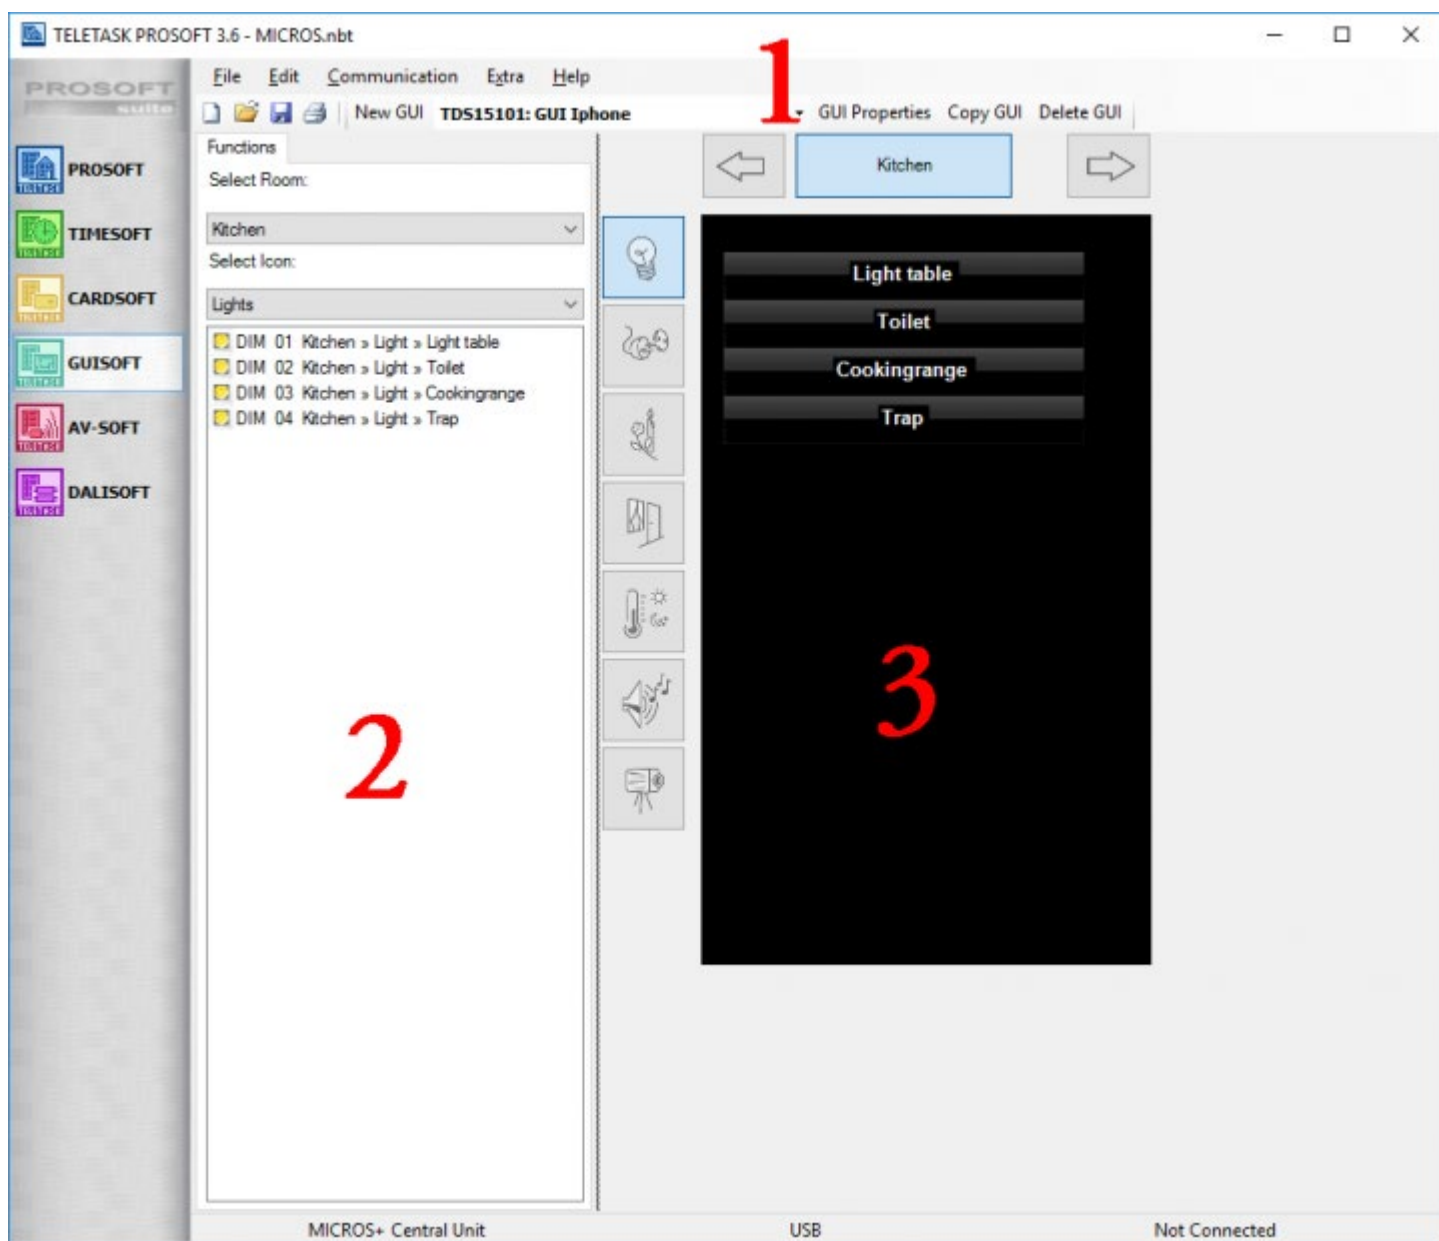 TELETASK PROSOFT 3.6 - MICROS.nbt
PROSOFT
suite
File Edit Communication Extra Help
New GUI TDS15101: GUI Iphone GUI Properties Copy GUI Delete GUI
1
PROSOFT
TIMESOFT
CARDSOFT
GUISOFT
AV-SOFT
DALISOFT
Functions
Select Room:
Kitchen
Select Icon:
Lights
DIM 01 Kitchen » Light » Light table
DIM 02 Kitchen » Light » Toilet
DIM 03 Kitchen » Light » Cookingrange
DIM 04 Kitchen » Light » Trap
2
Kitchen
Light table
Toilet
Cookingrange
Trap
3
MICROS+ Central Unit USB Not Connected